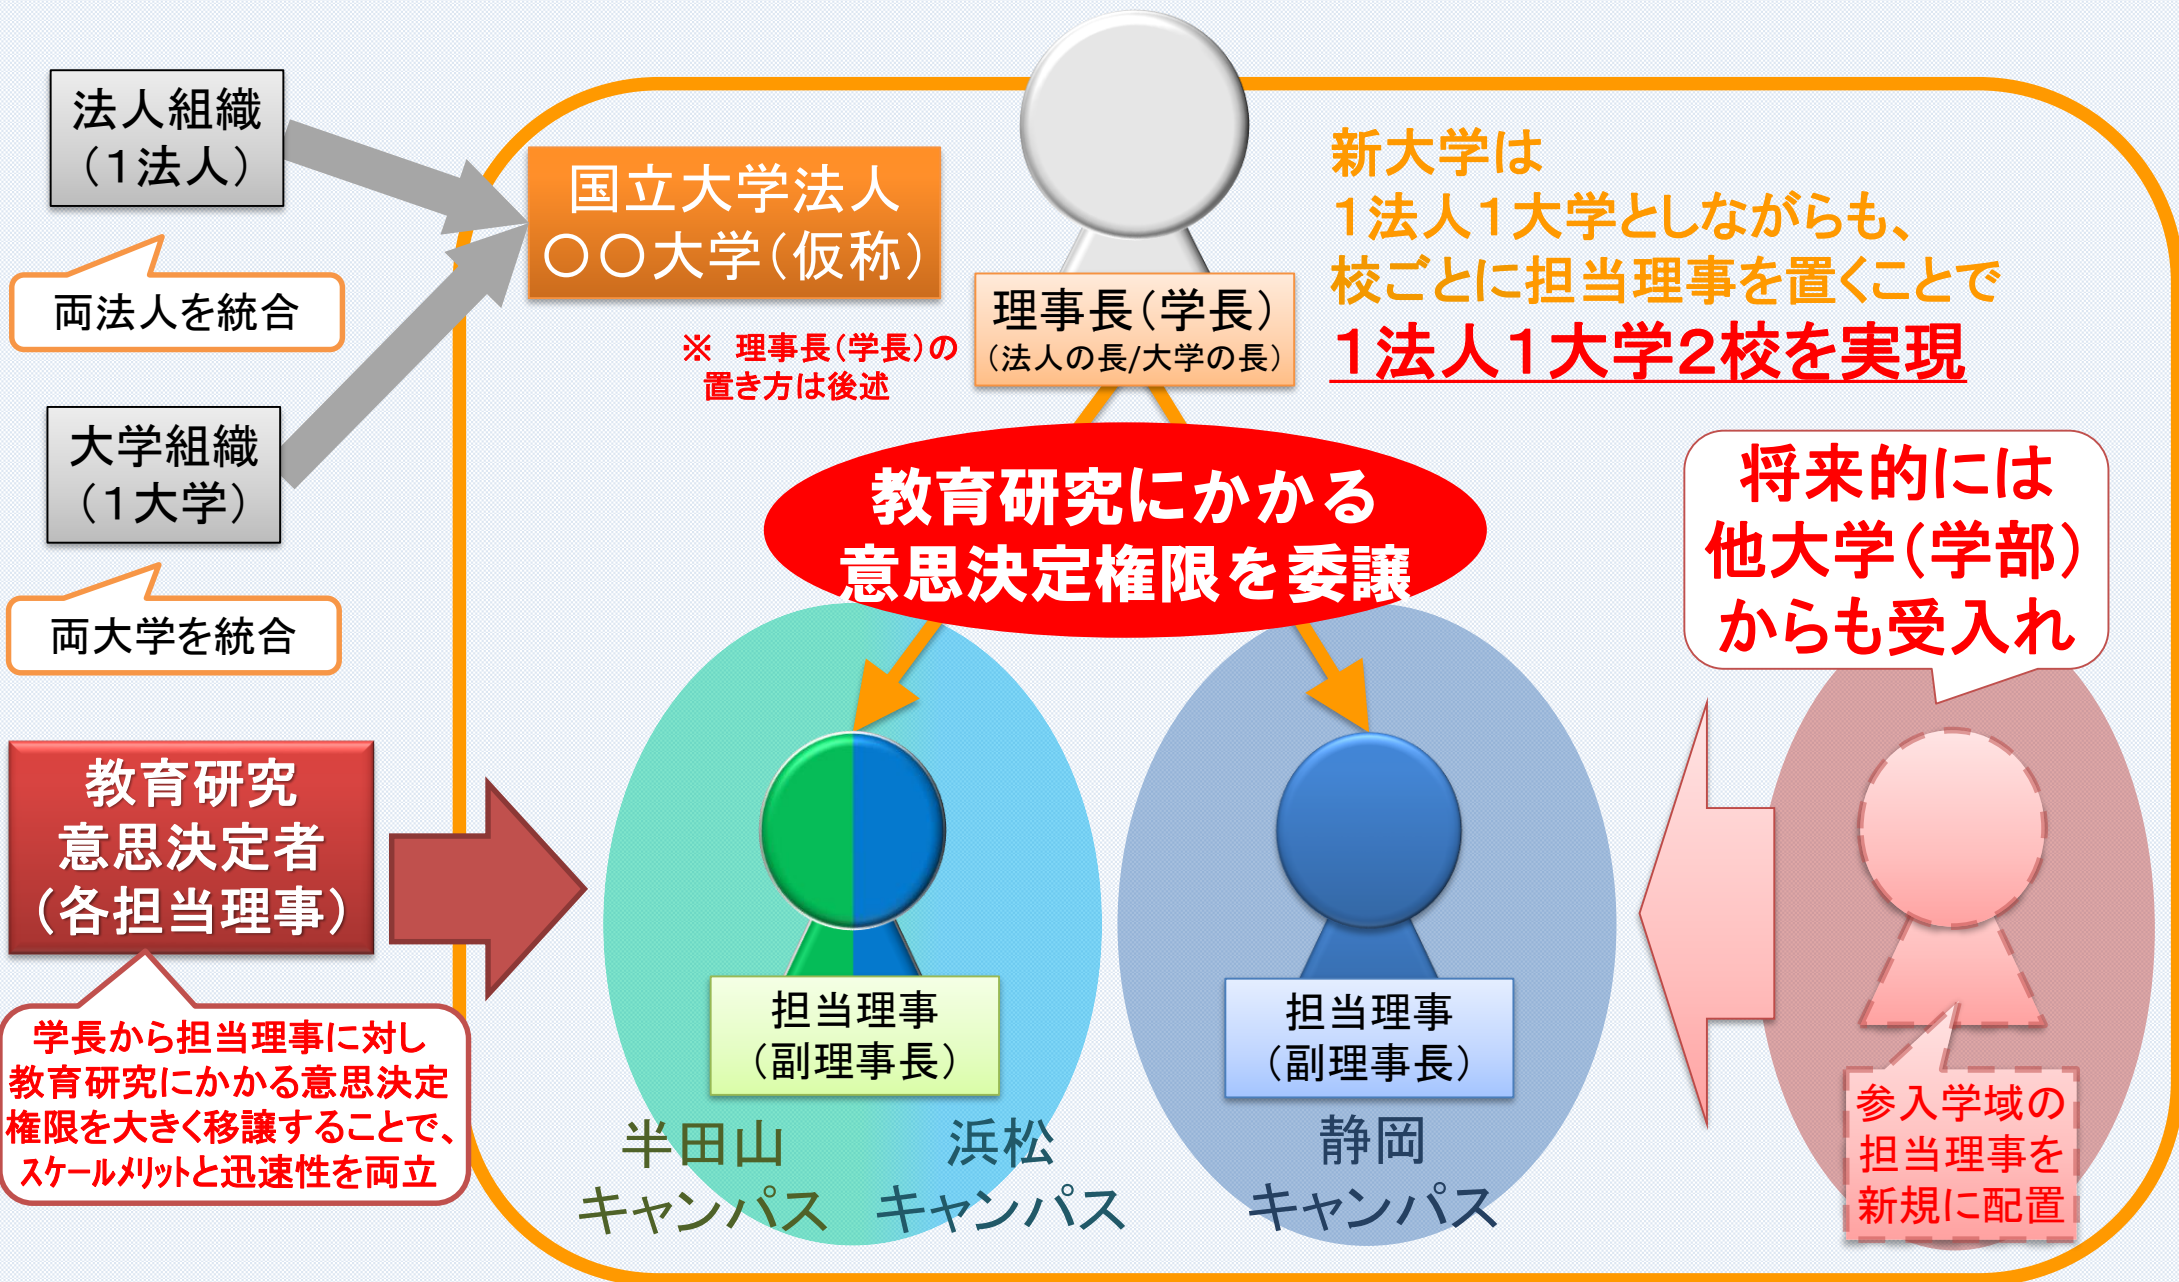 法人組織
（１法人）
両法人を統合
大学組織
（１大学）
両大学を統合
教育研究
意思決定者
（各担当理事）
学長から担当理事に対し
教育研究にかかる意思決定
権限を大きく移譲することで、
スケールメリットと迅速性を両立
国立大学法人
○○大学（仮称）
※　理事長（学長）の
置き方は後述
理事長（学長）
（法人の長/大学の長）
新大学は
１法人１大学としながらも、
校ごとに担当理事を置くことで
１法人１大学２校を実現
教育研究にかかる
意思決定権限を委譲
担当理事
（副理事長）
半田山
キャンパス
浜松
キャンパス
担当理事
（副理事長）
静岡
キャンパス
将来的には
他大学（学部）
からも受入れ
参入学域の
担当理事を
新規に配置